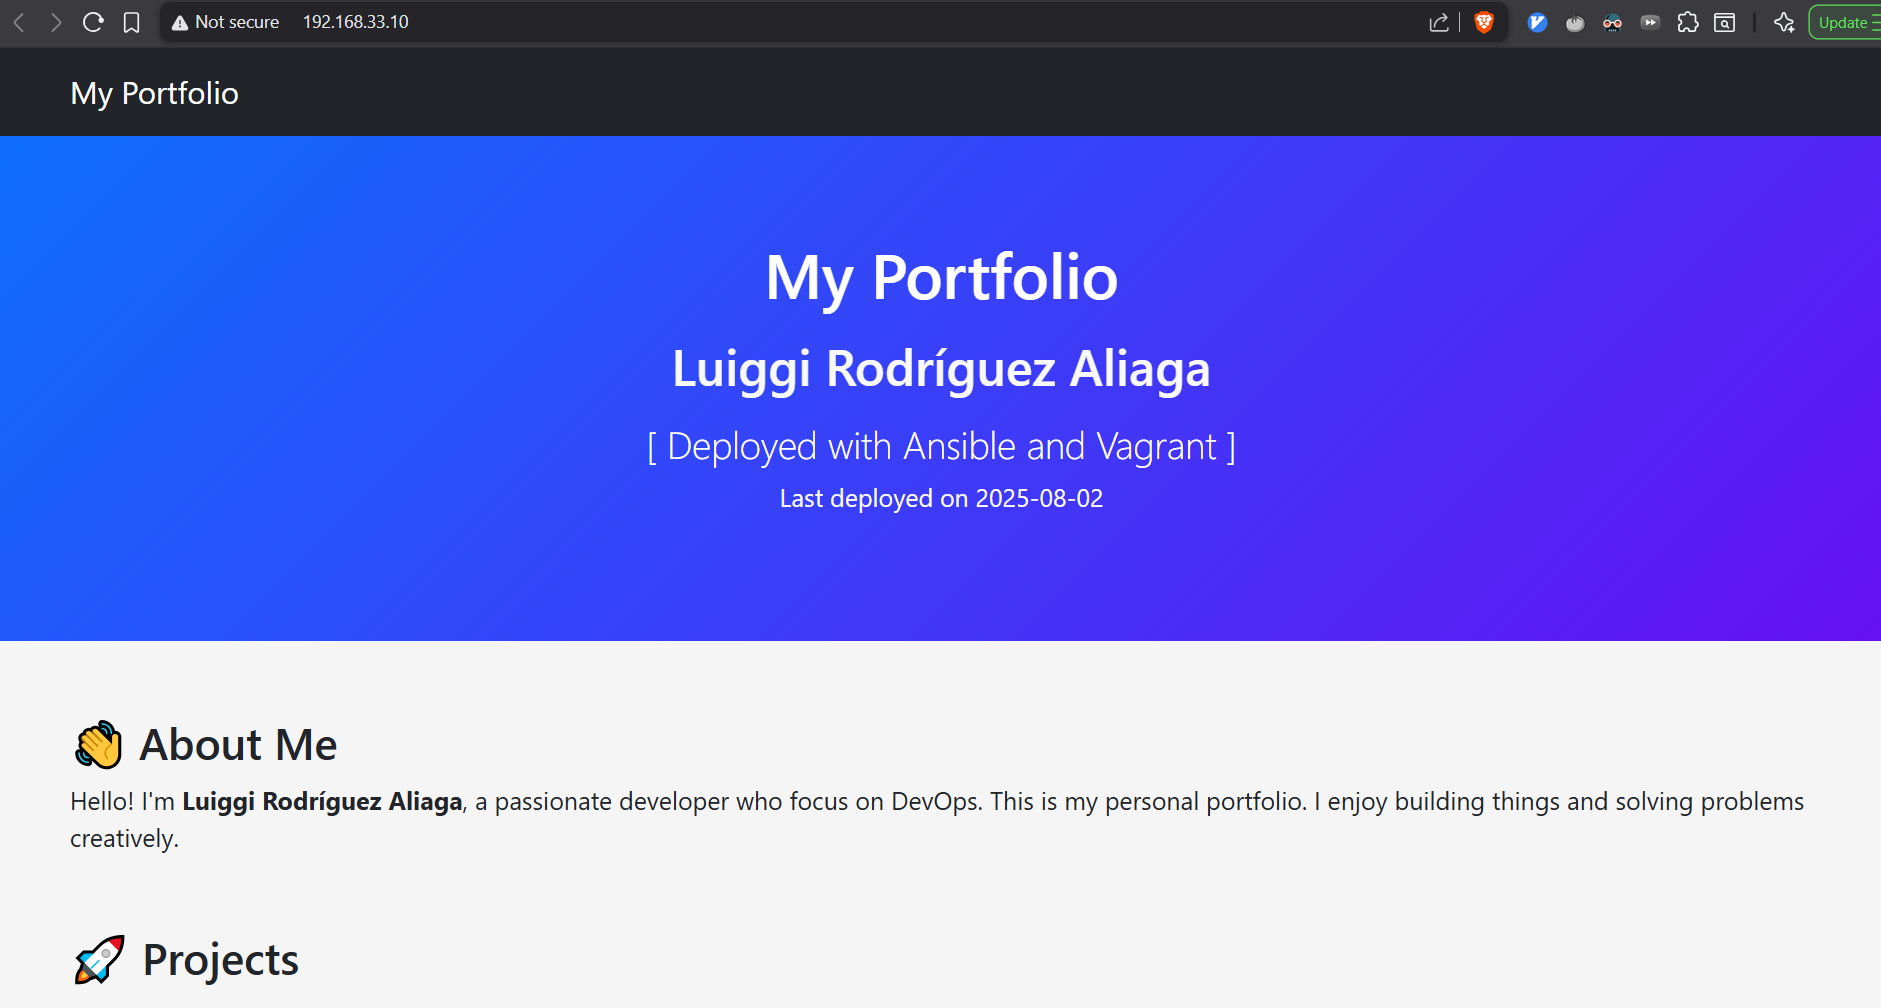 Not secure 192.168.33.10 Update
My Portfolio
My Portfolio
Luiggi Rodríguez Aliaga
[ Deployed with Ansible and Vagrant ]
Last deployed on 2025-08-02
👋 About Me
Hello! I'm Luiggi Rodríguez Aliaga, a passionate developer who focus on DevOps. This is my personal portfolio. I enjoy building things and solving problems
creatively.
🚀 Projects